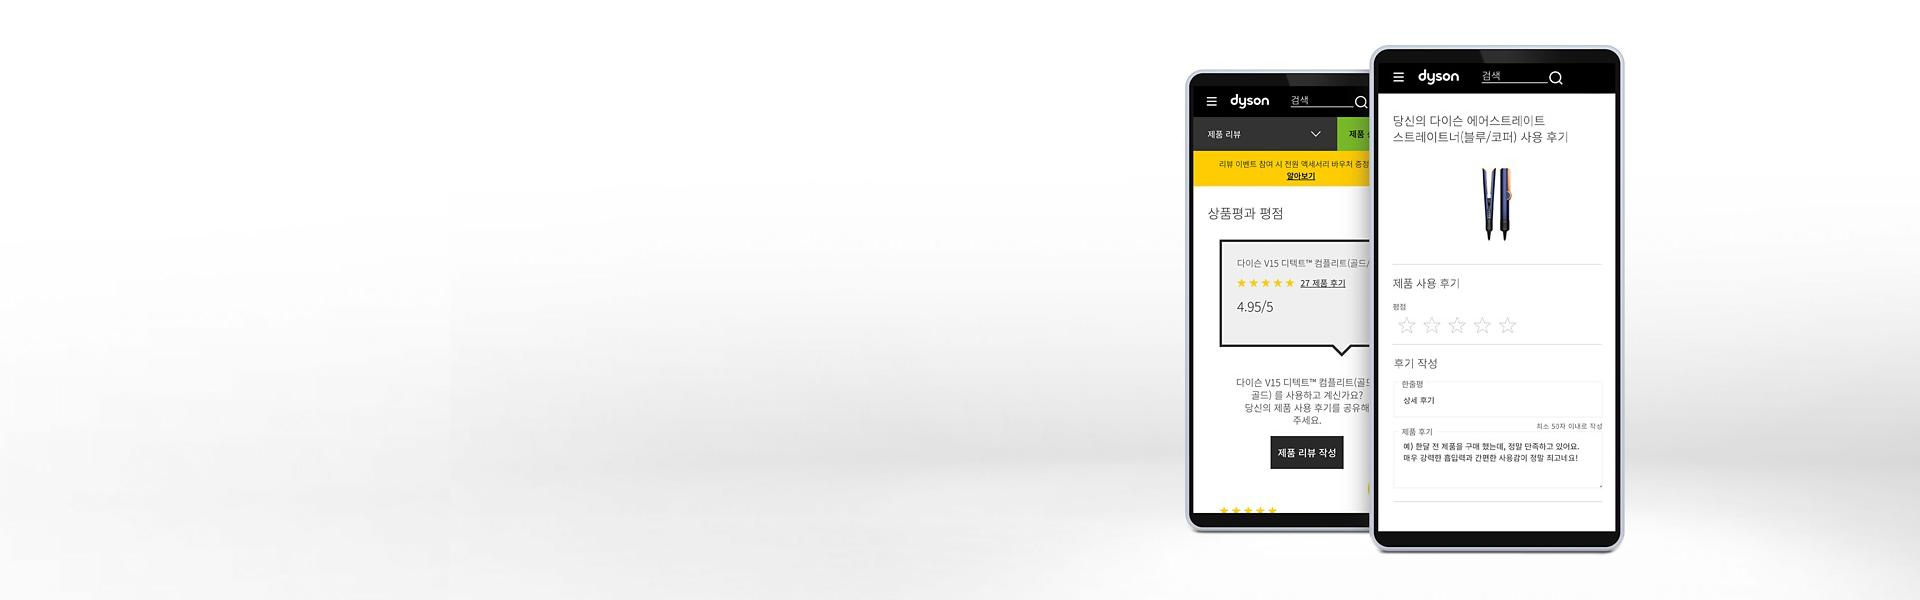 dyson 검색
제품 리뷰
제품
리뷰 이벤트 참여 시 전원 액세서리 바우처 증정
알아보기
상품평과 평점
다이슨 V15 디텍트™ 컴플리트(골드/
27 제품 후기
4.95/5
다이슨 V15 디텍트™ 컴플리트(골드
골드) 를 사용하고 계신가요?
당신의 제품 사용 후기를 공유해
주세요.
제품 리뷰 작성
dyson 검색
당신의 다이슨 에어스트레이트
스트레이트너(블루/코퍼) 사용 후기
제품 사용 후기
평점
후기 작성
한줄평
상세 후기
최소 50자 이내로 작성
제품 후기
예) 한달 전 제품을 구매 했는데, 정말 만족하고 있어요.
매우 강력한 흡입력과 간편한 사용감이 정말 최고네요!